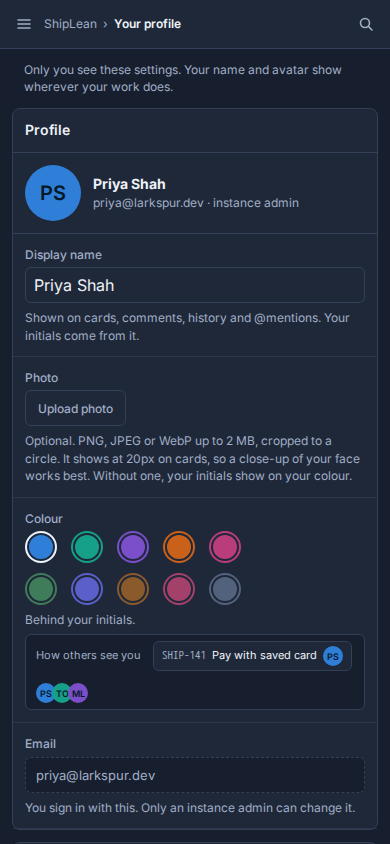 ShipLean › Your profile
Only you see these settings. Your name and avatar show
wherever your work does.
Profile
PS
Priya Shah
priya@larkspur.dev · instance admin
Display name
Priya Shah
Shown on cards, comments, history and @mentions. Your
initials come from it.
Photo
Upload photo
Optional. PNG, JPEG or WebP up to 2 MB, cropped to a
circle. It shows at 20px on cards, so a close-up of your face
works best. Without one, your initials show on your colour.
Colour
Behind your initials.
How others see you
SHIP-141 Pay with saved card PS
PS TO ML
Email
priya@larkspur.dev
You sign in with this. Only an instance admin can change it.